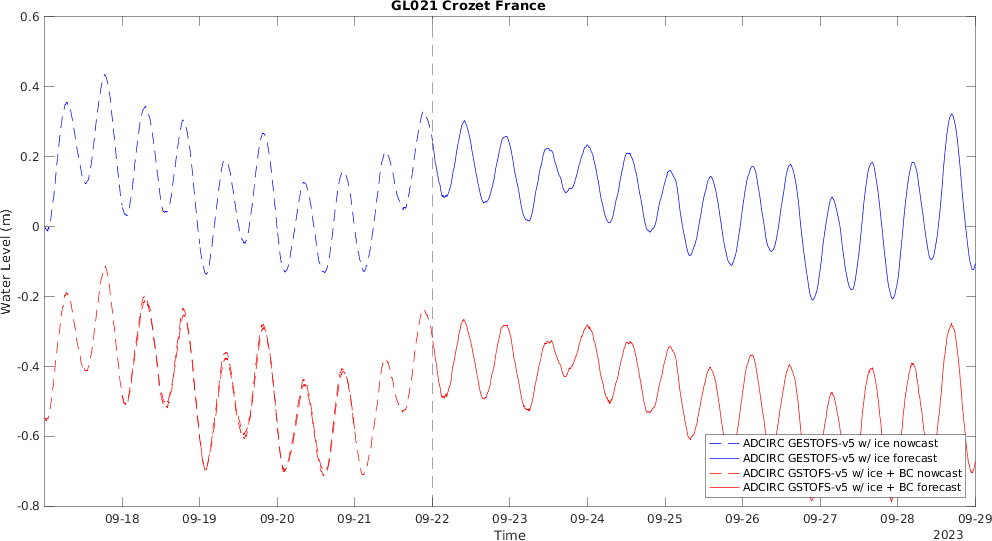 GL021 Crozet France
0.6
0.4
0.2
0
-0.2
-0.4
-0.6
-0.8
Water Level (m)
ADCIRC GESTOFS-v5 w/ ice nowcast
ADCIRC GESTOFS-v5 w/ ice forecast
ADCIRC GSTOFS-v5 w/ ice + BC nowcast
ADCIRC GSTOFS-v5 w/ ice + BC forecast
09-18 09-19 09-20 09-21 09-22 09-23 09-24 09-25 09-26 09-27 09-28 09-29
Time
2023